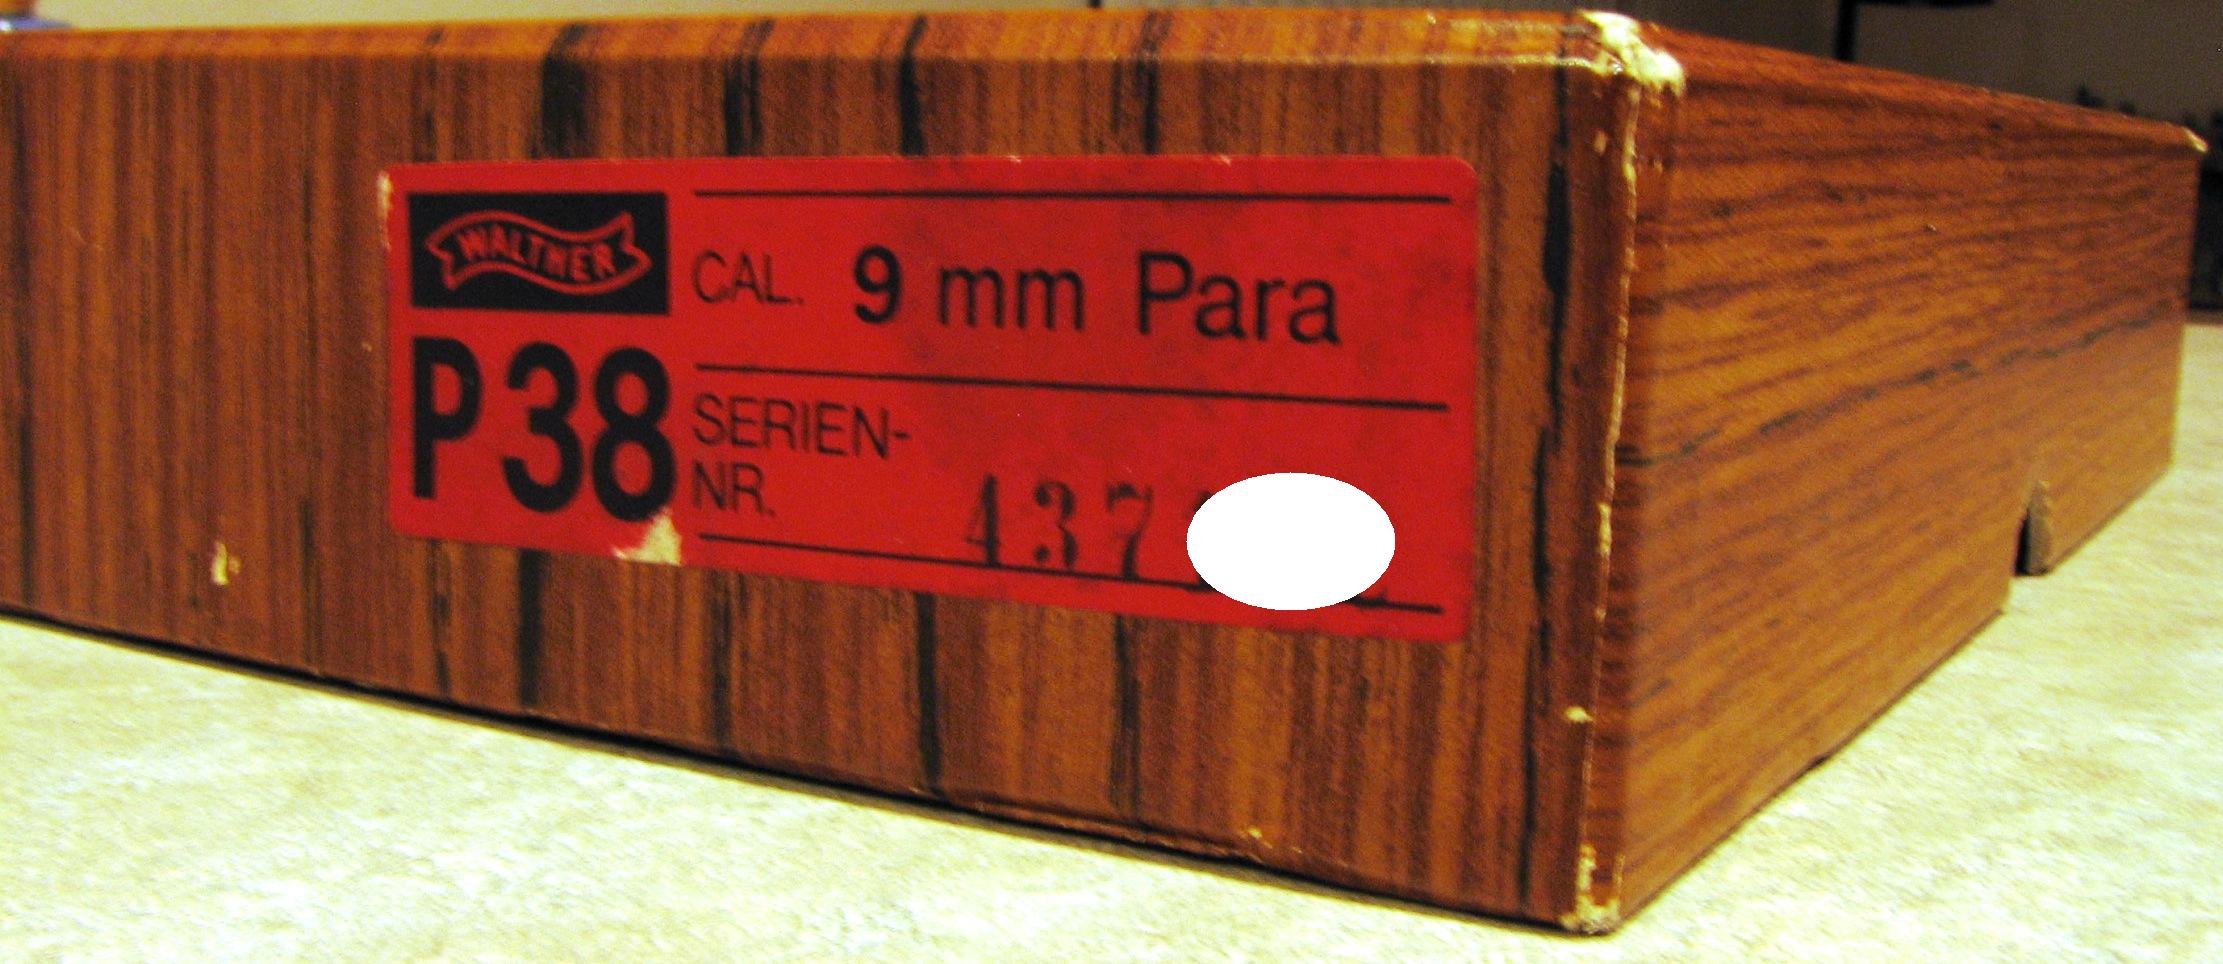 WALTHER
CAL. 9 mm Para
P38
SERIEN-
NR. 437